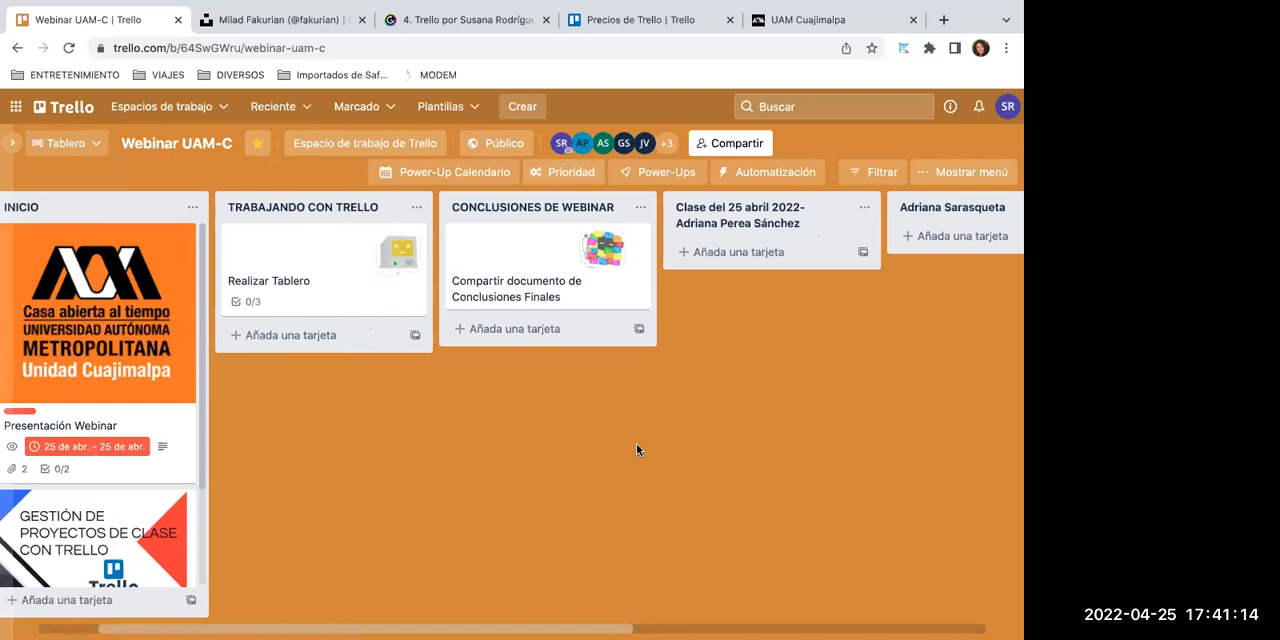 Webinar UAM-C | Trello
Milad Fakurian (@fakurian) |
4. Trello por Susana Rodrígu
Precios de Trello | Trello
UAM Cuajimalpa
trello.com/b/64SwGWru/webinar-uam-c
ENTRETENIMIENTO
VIAJES
DIVERSOS
Importados de Saf...
MODEM
Trello
Espacios de trabajo
Reciente
Marcado
Plantillas
Crear
Buscar
SR
Tablero
Webinar UAM-C
Espacio de trabajo de Trello
Público
SR
AP
AS
GS
JV
+3
Compartir
Power-Up Calendario
Prioridad
Power-Ups
Automatización
Filtrar
Mostrar menú
INICIO
Casa abierta al tiempo
UNIVERSIDAD AUTÓNOMA
METROPOLITANA
Unidad Cuajimalpa
Presentación Webinar
25 de abr. - 25 de abr.
2
0/2
GESTIÓN DE
PROYECTOS DE CLASE
CON TRELLO
Trello
Añada una tarjeta
TRABAJANDO CON TRELLO
Realizar Tablero
0/3
Añada una tarjeta
CONCLUSIONES DE WEBINAR
Compartir documento de
Conclusiones Finales
Añada una tarjeta
Clase del 25 abril 2022-
Adriana Perea Sánchez
Añada una tarjeta
Adriana Sarasqueta
Añada una tarjeta
2022-04-25 17:41:14